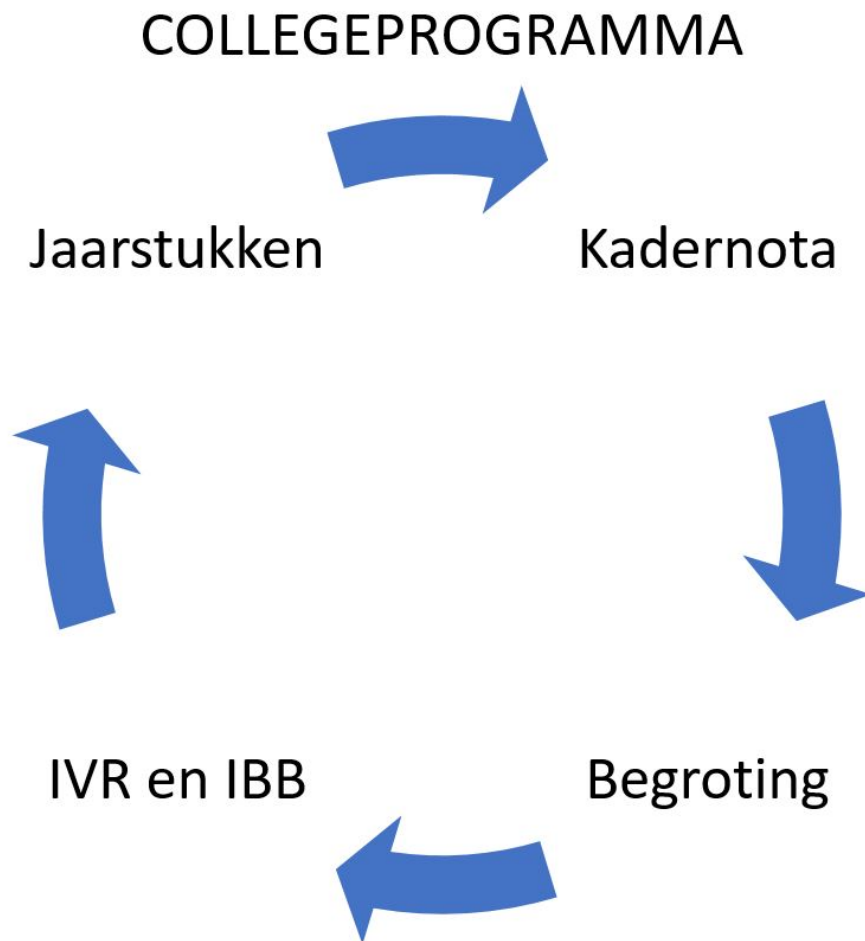 COLLEGEPROGRAMMA
Jaarstukken
Kadernota
IVR en IBB
Begroting